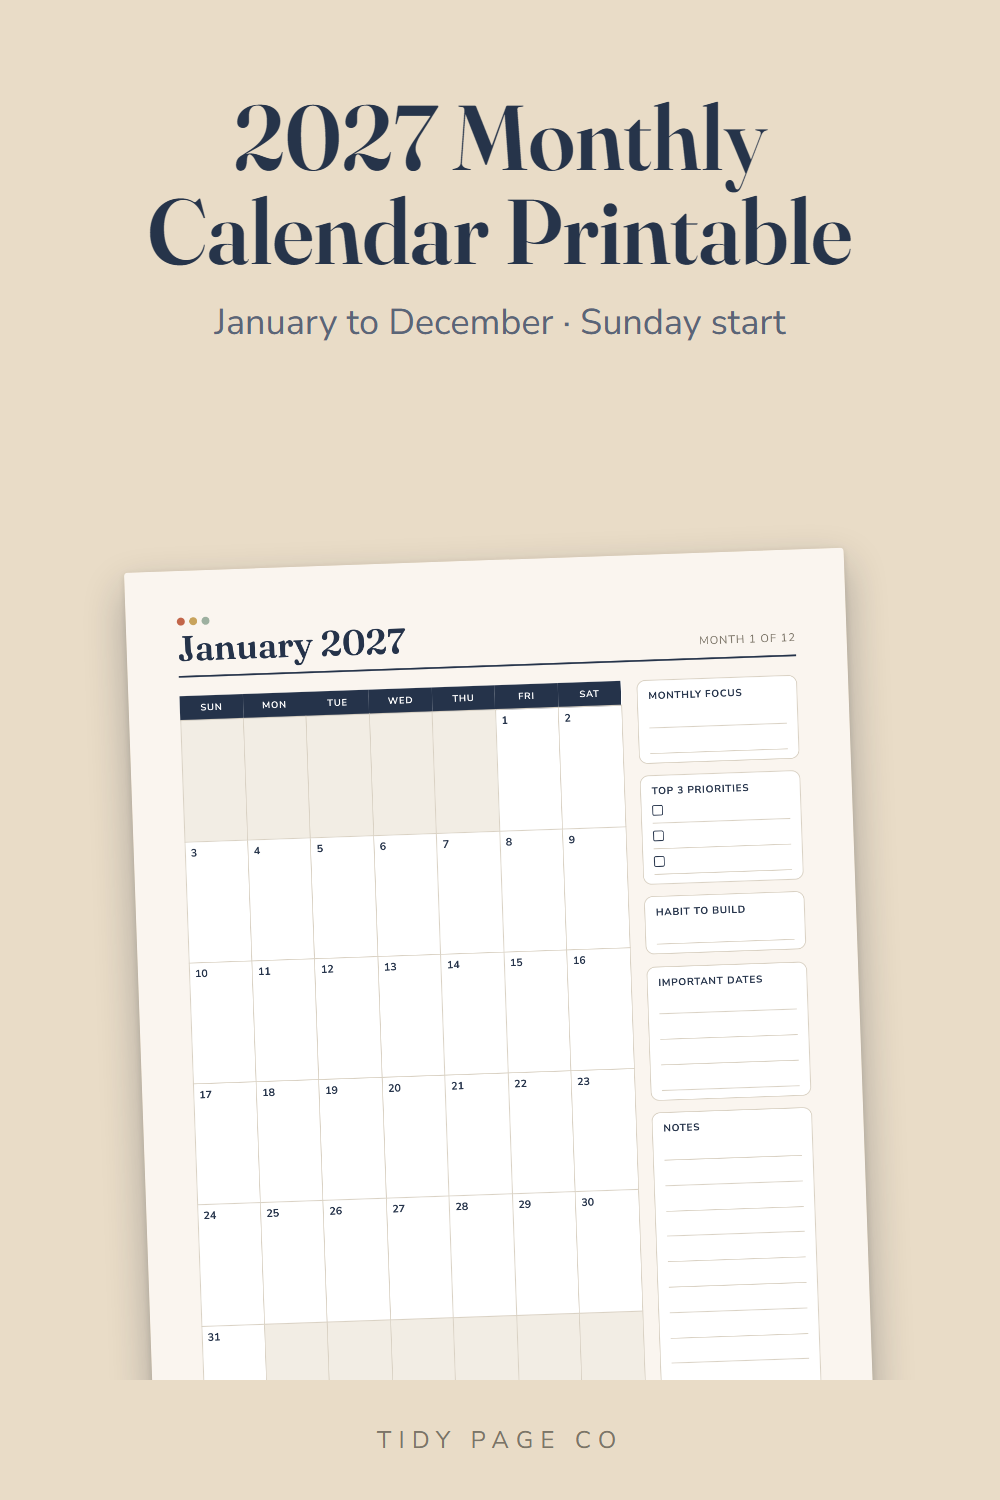 2027 Monthly
Calendar Printable
January to December · Sunday start
January 2027
MONTH 1 OF 12
SUN MON TUE WED THU FRI SAT
1 2
3 4 5 6 7 8 9
10 11 12 13 14 15 16
17 18 19 20 21 22 23
24 25 26 27 28 29 30
31
MONTHLY FOCUS
TOP 3 PRIORITIES
HABIT TO BUILD
IMPORTANT DATES
NOTES
TIDY PAGE CO